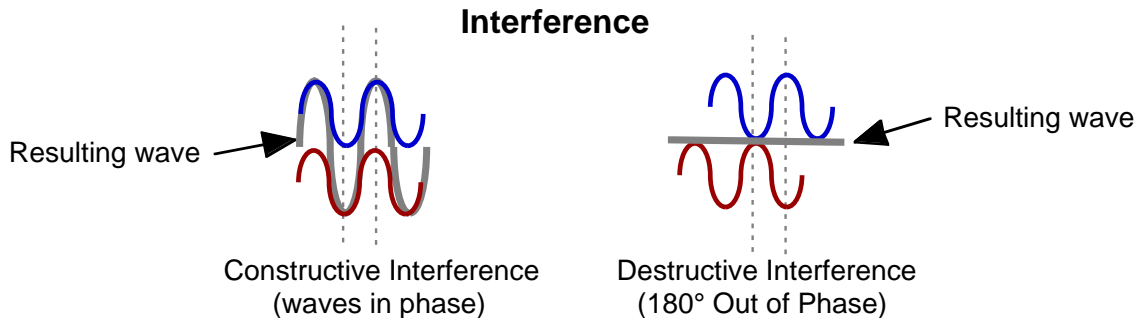 Interference
Resulting wave
Resulting wave
Constructive Interference
(waves in phase)
Destructive Interference
(180° Out of Phase)